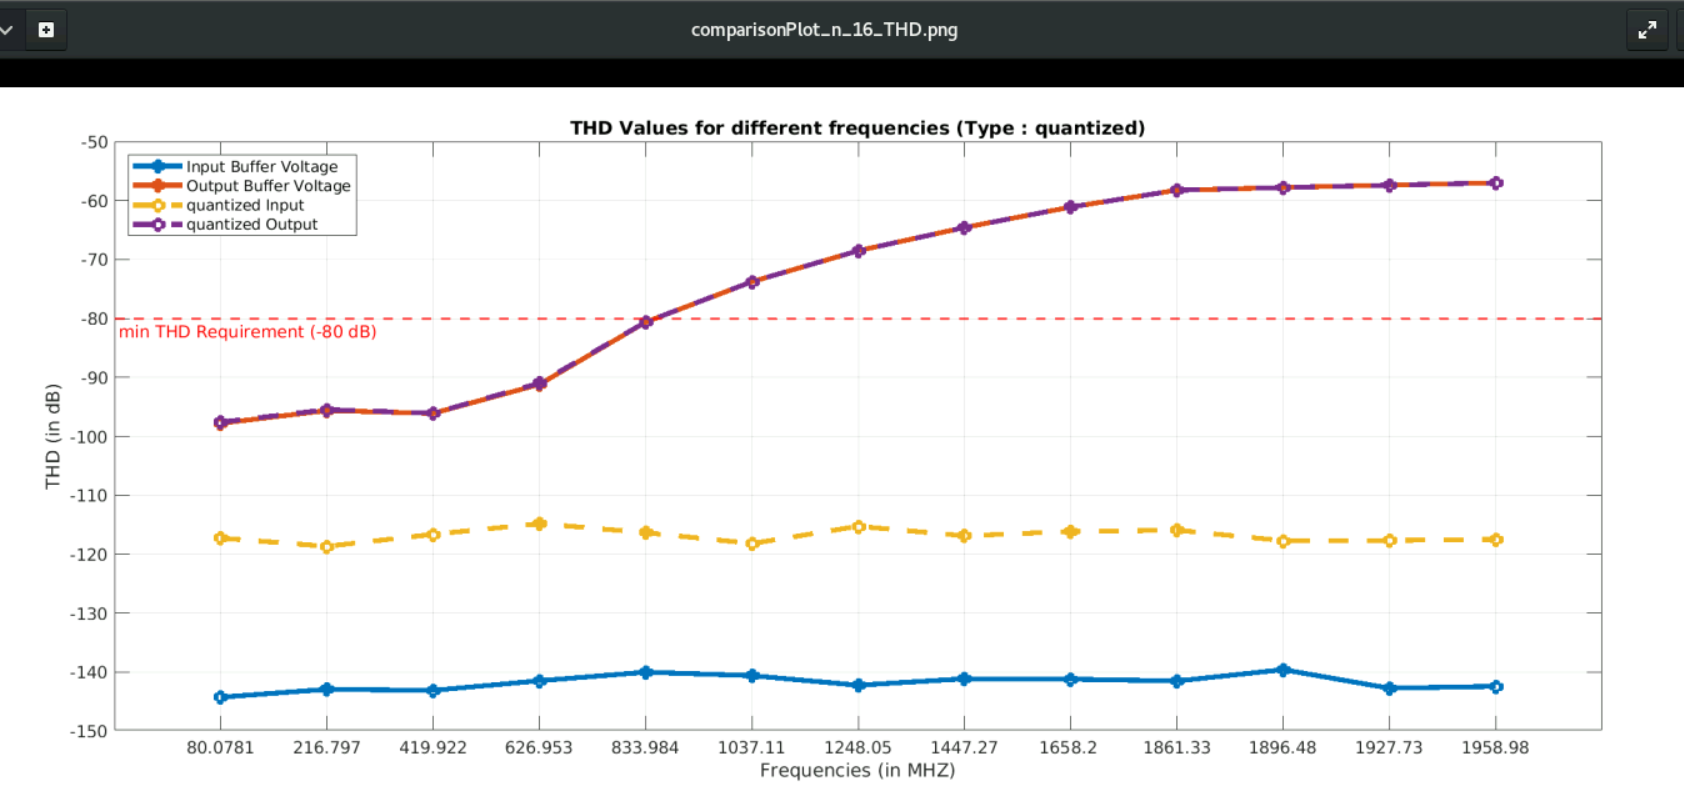 comparisonPlot_n_16_THD.png
THD Values for different frequencies (Type : quantized)
Input Buffer Voltage
Output Buffer Voltage
quantized Input
quantized Output
-50
-60
-70
-80
-90
-100
-110
-120
-130
-140
-150
min THD Requirement (-80 dB)
THD (in dB)
80.0781 216.797 419.922 626.953 833.984 1037.11 1248.05 1447.27 1658.2 1861.33 1896.48 1927.73 1958.98
Frequencies (in MHZ)